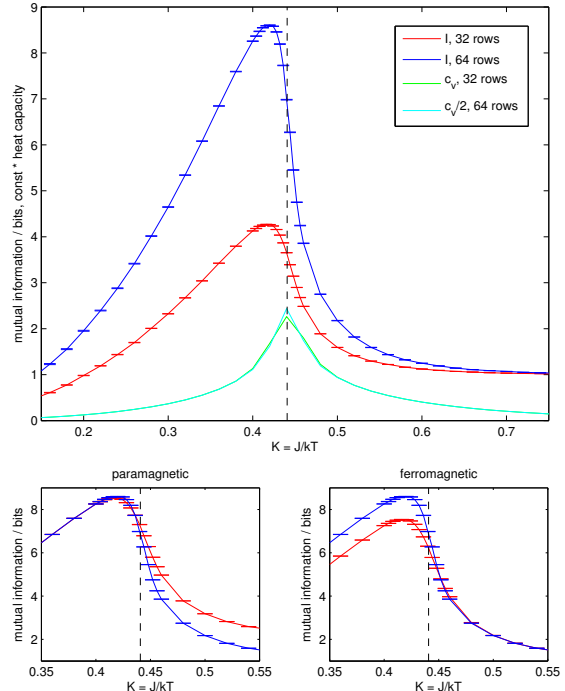 9
8
7
6
5
4
3
2
1
0
mutual information / bits, const * heat capacity
I, 32 rows
I, 64 rows
c_v, 32 rows
c_v/2, 64 rows
0.2 0.3 0.4 0.5 0.6 0.7
K = J/kT
paramagnetic
8
6
4
2
mutual information / bits
0.35 0.4 0.45 0.5 0.55
K = J/kT
ferromagnetic
8
6
4
2
mutual information / bits
0.35 0.4 0.45 0.5 0.55
K = J/kT